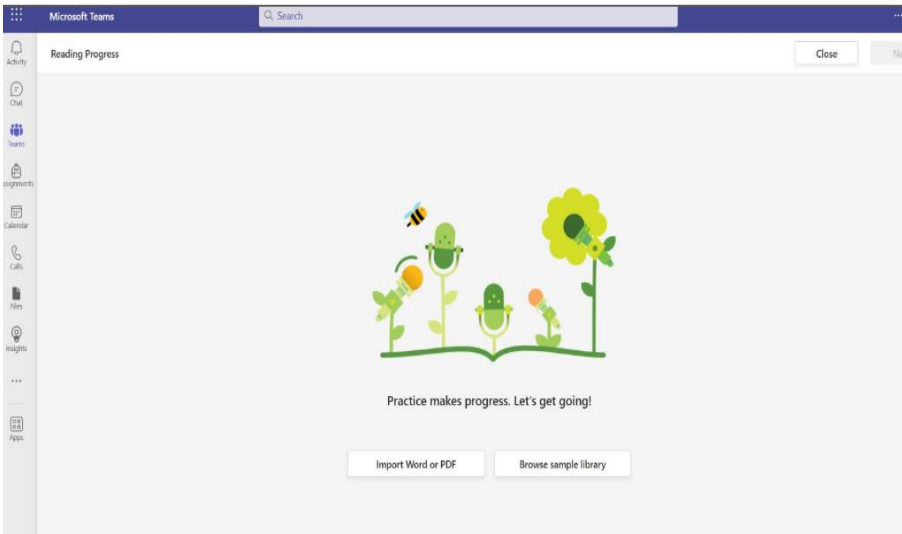 Microsoft Teams
Search
Activity
Reading Progress
Close
Chat
Teams
ssignments
Calendar
Calls
Files
Insights
Apps
Practice makes progress. Let's get going!
Import Word or PDF
Browse sample library